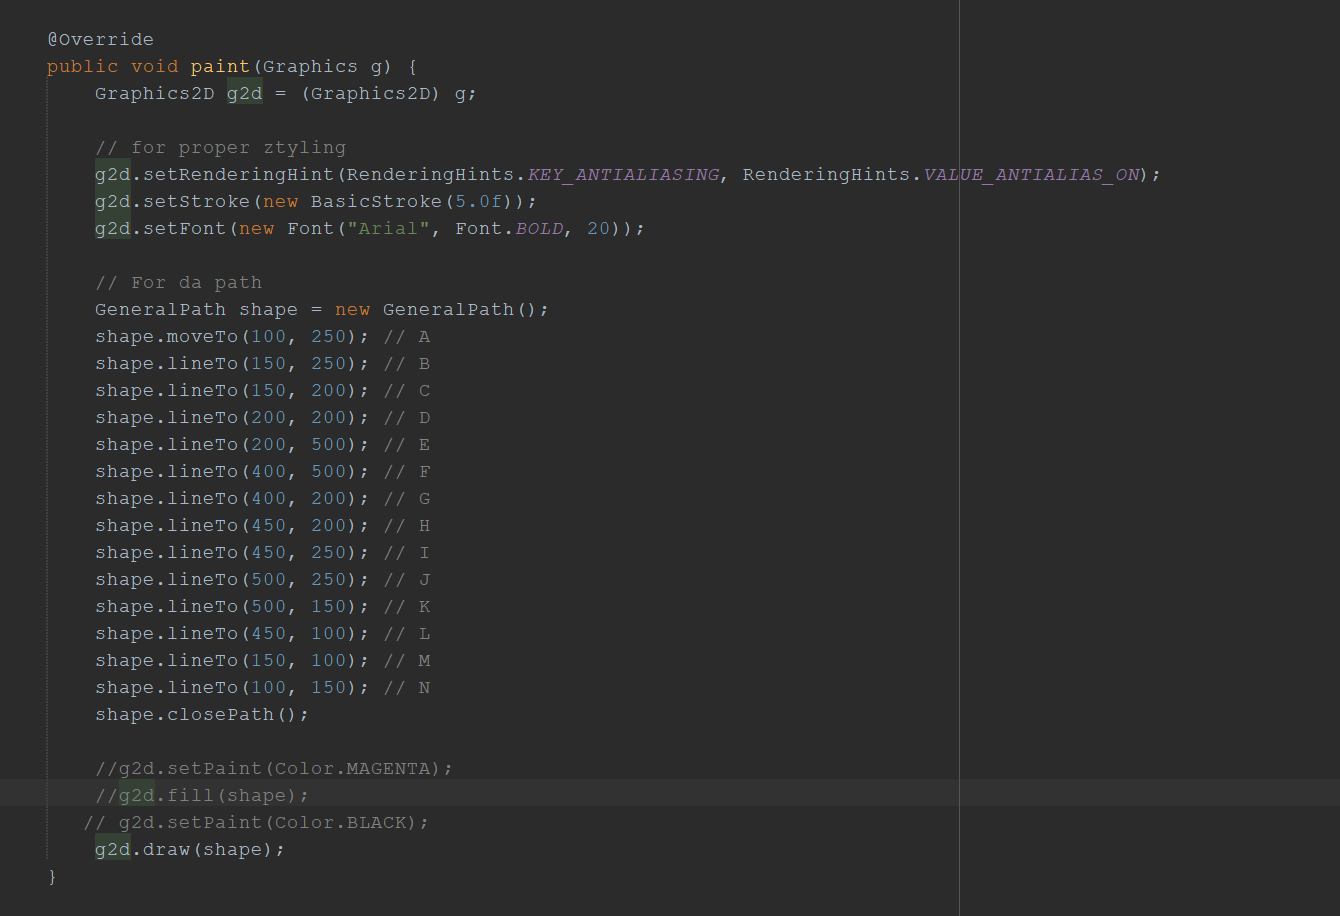 @Override
public void paint(Graphics g) {
    Graphics2D g2d = (Graphics2D) g;

    // for proper ztyling
    g2d.setRenderingHint(RenderingHints.KEY_ANTIALIASING, RenderingHints.VALUE_ANTIALIAS_ON);
    g2d.setStroke(new BasicStroke(5.0f));
    g2d.setFont(new Font("Arial", Font.BOLD, 20));

    // For da path
    GeneralPath shape = new GeneralPath();
    shape.moveTo(100, 250); // A
    shape.lineTo(150, 250); // B
    shape.lineTo(150, 200); // C
    shape.lineTo(200, 200); // D
    shape.lineTo(200, 500); // E
    shape.lineTo(400, 500); // F
    shape.lineTo(400, 200); // G
    shape.lineTo(450, 200); // H
    shape.lineTo(450, 250); // I
    shape.lineTo(500, 250); // J
    shape.lineTo(500, 150); // K
    shape.lineTo(450, 100); // L
    shape.lineTo(150, 100); // M
    shape.lineTo(100, 150); // N
    shape.closePath();

    //g2d.setPaint(Color.MAGENTA);
    //g2d.fill(shape);
   // g2d.setPaint(Color.BLACK);
    g2d.draw(shape);
}